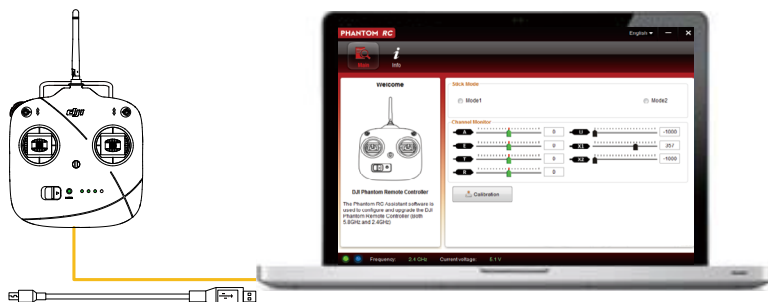 PHANTOM RC
English
Main
Info
Welcome
DJI Phantom Remote Controller
The Phantom RC Assistant software is
used to configure and upgrade the DJI
Phantom Remote Controller (Both
5.8GHz and 2.4GHz)
Stick Mode
Mode1
Mode2
Channel Monitor
A 0 U -1000
E 0 X1 357
T 0 X2 -1000
R 0
Calibration
Frequency: 2.4 GHz Current voltage: 5.1 V
dji